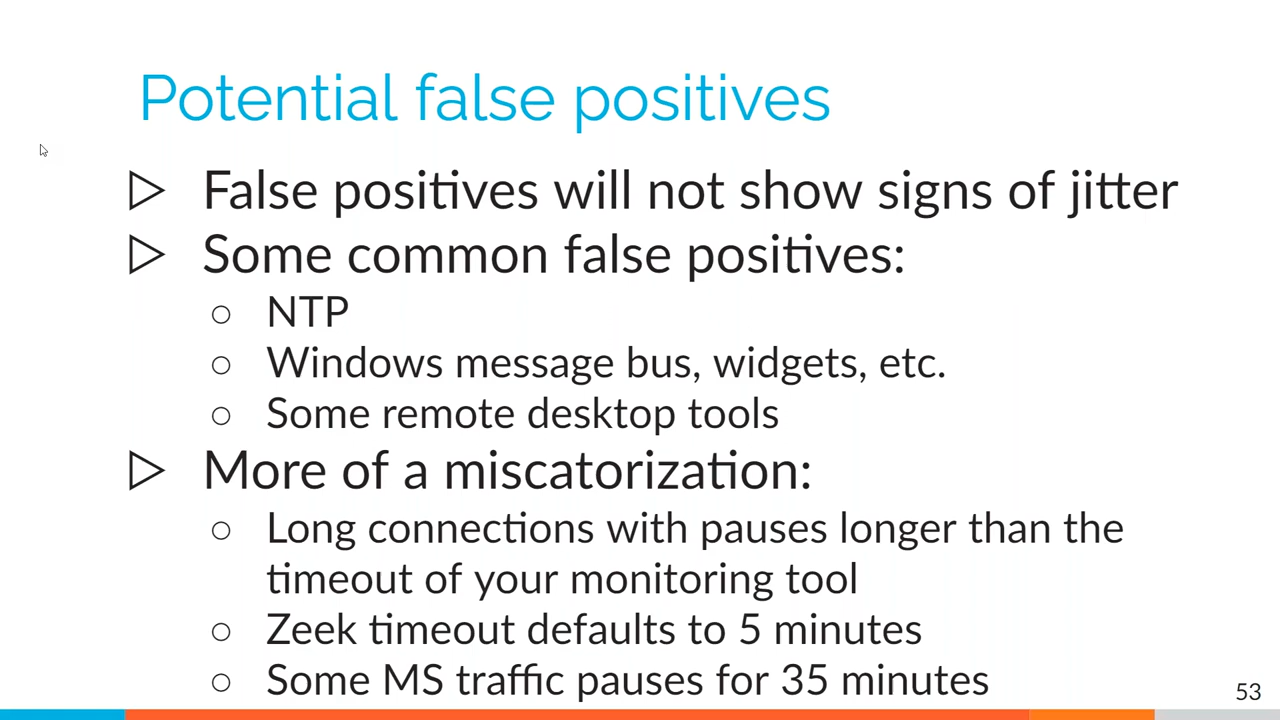 Potential false positives
▷ False positives will not show signs of jitter
▷ Some common false positives:
○ NTP
○ Windows message bus, widgets, etc.
○ Some remote desktop tools
▷ More of a miscatorization:
○ Long connections with pauses longer than the
timeout of your monitoring tool
○ Zeek timeout defaults to 5 minutes
○ Some MS traffic pauses for 35 minutes
53